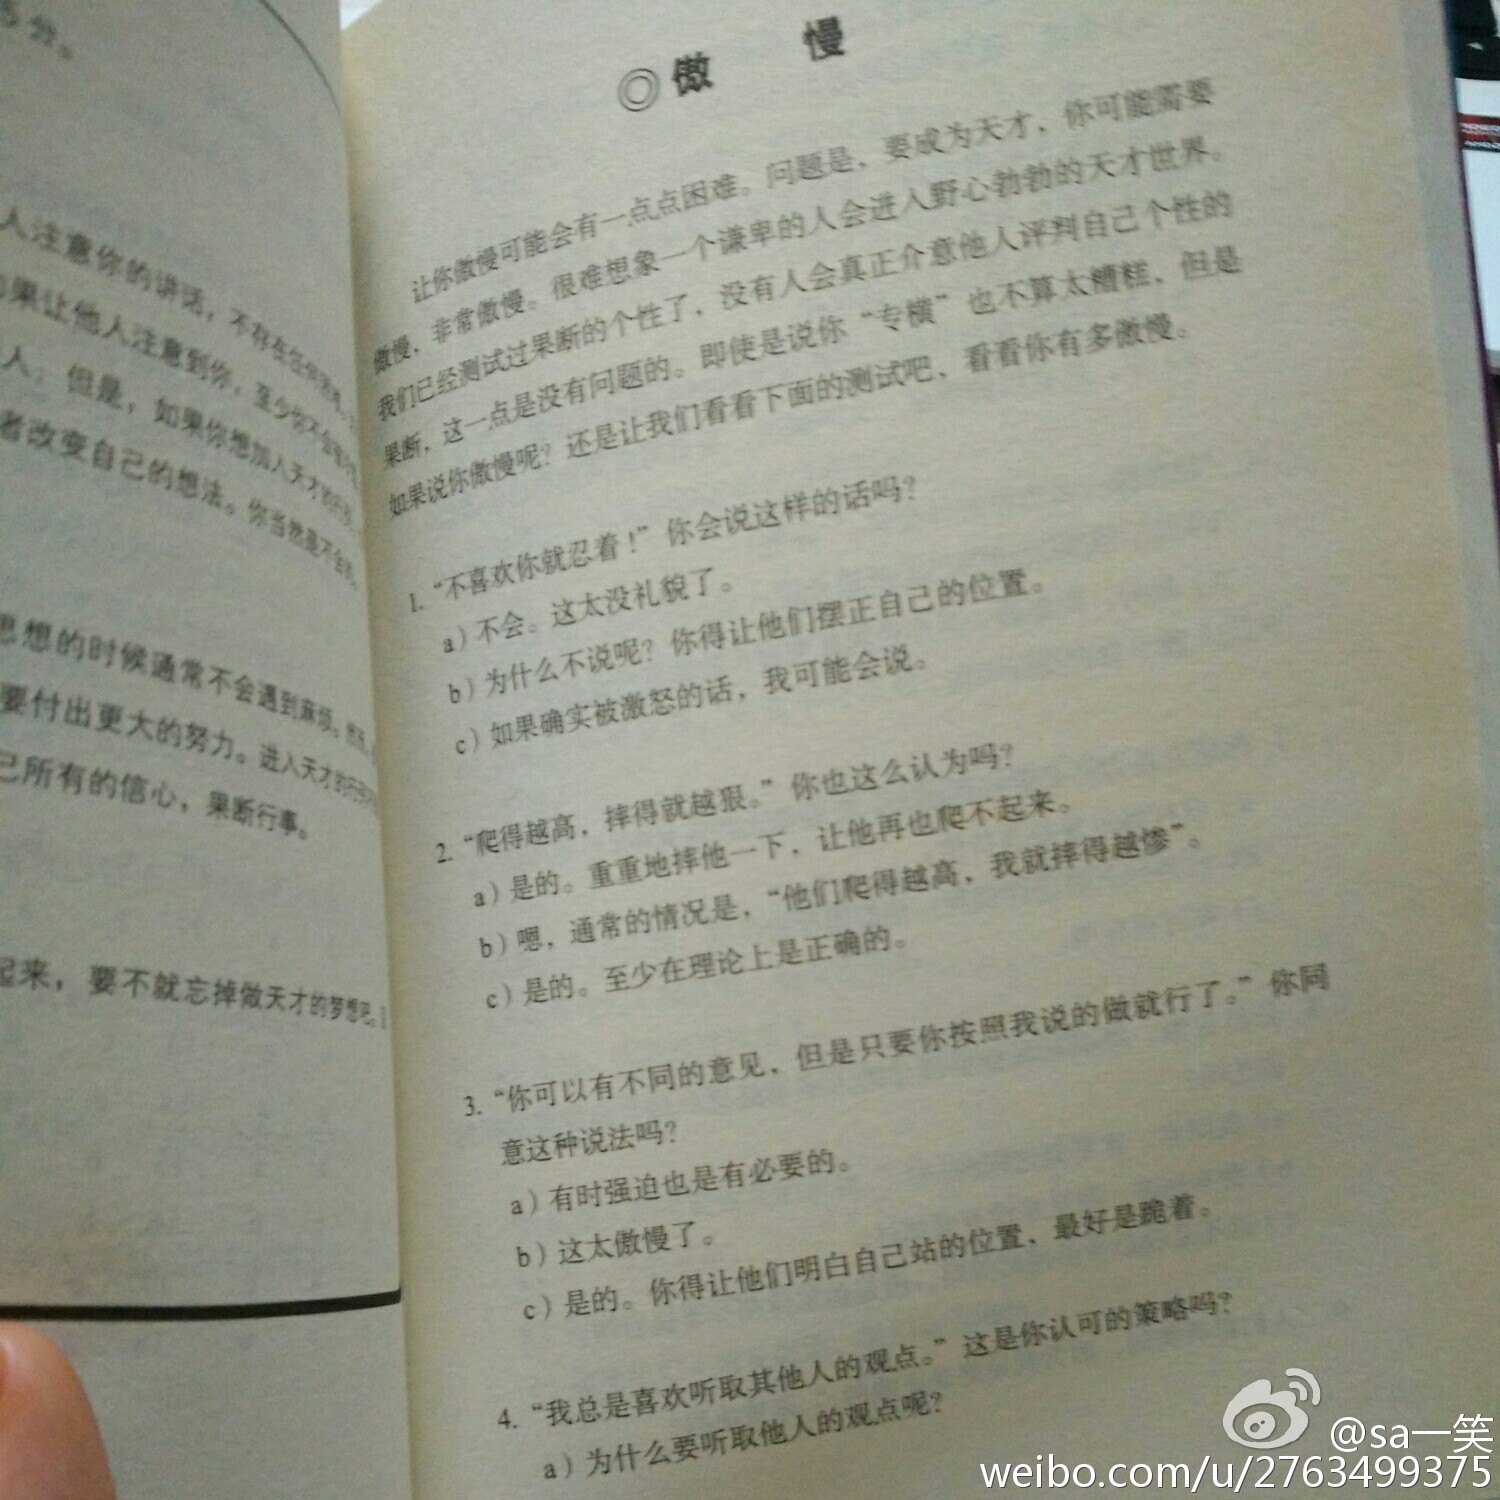 5分。
人注意你的讲话，不存在任何困难。
如果让他人注意到你，至少你不会
人；但是，如果你想加入天才的行列，
者改变自己的想法。你当然是不会的。
思想的时候通常不会遇到麻烦。然而，
要付出更大的努力。进入天才的行列
己所有的信心，果断行事。
起来，要不就忘掉做天才的梦想吧。
◎傲 慢
让你傲慢可能会有一点点困难。问题是，要成为天才，你可能需要
傲慢，非常傲慢。很难想象一个谦卑的人会进入野心勃勃的天才世界。
我们已经测试过果断的个性了，没有人会真正介意他人评判自己个性的
果断，这一点是没有问题的。即使是说你“专横”也不算太糟糕，但是
如果说你傲慢呢？还是让我们看看下面的测试吧，看看你有多傲慢。
1. “不喜欢你就忍着！”你会说这样的话吗？
a）不会。这太没礼貌了。
b）为什么不说呢？你得让他们摆正自己的位置。
c）如果确实被激怒的话，我可能会说。
2. “爬得越高，摔得就越狠。”你也这么认为吗？
a）是的。重重地摔他一下，让他再也爬不起来。
b）嗯，通常的情况是，“他们爬得越高，我就摔得越惨”。
c）是的。至少在理论上是正确的。
3. “你可以有不同的意见，但是只要你按照我说的做就行了。”你同
意这种说法吗？
a）有时强迫也是有必要的。
b）这太傲慢了。
c）是的。你得让他们明白自己站的位置，最好是跪着。
4. “我总是喜欢听取其他人的观点。”这是你认可的策略吗？
a）为什么要听取他人的观点呢？
@sa一笑
weibo.com/u/2763499375